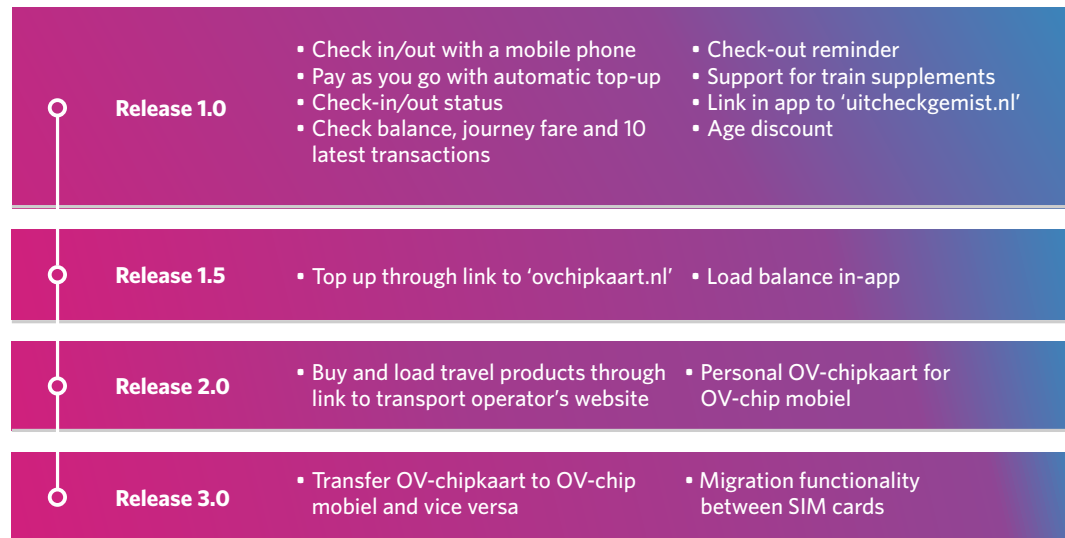 Release 1.0
▪ Check in/out with a mobile phone
▪ Pay as you go with automatic top-up
▪ Check-in/out status
▪ Check balance, journey fare and 10
latest transactions
▪ Check-out reminder
▪ Support for train supplements
▪ Link in app to ‘uitcheckgemist.nl’
▪ Age discount
Release 1.5
▪ Top up through link to ‘ovchipkaart.nl’
▪ Load balance in-app
Release 2.0
▪ Buy and load travel products through
link to transport operator’s website
▪ Personal OV-chipkaart for
OV-chip mobiel
Release 3.0
▪ Transfer OV-chipkaart to OV-chip
mobiel and vice versa
▪ Migration functionality
between SIM cards